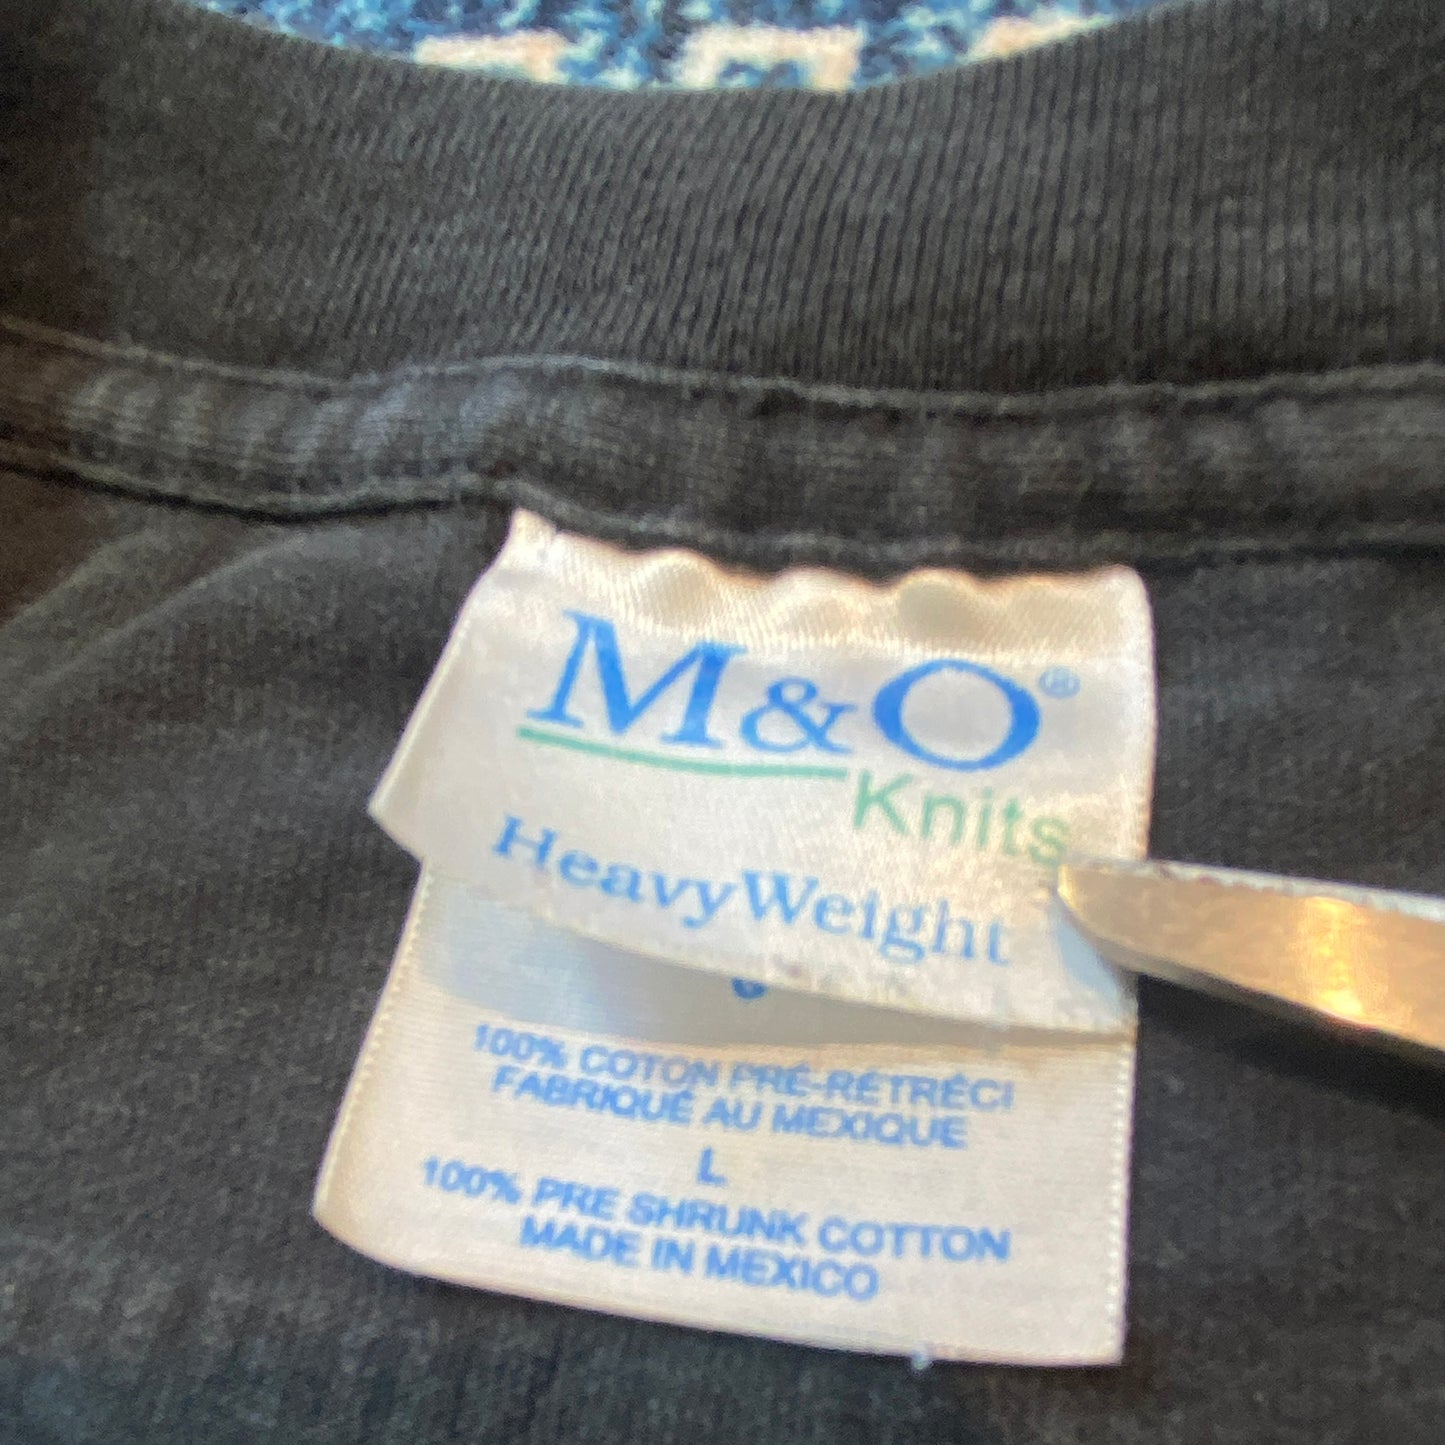 M&O®
Knits
HeavyWeight
100% COTON PRÉ-RÉTRÉCI
FABRIQUÉ AU MEXIQUE
L
100% PRE SHRUNK COTTON
MADE IN MEXICO